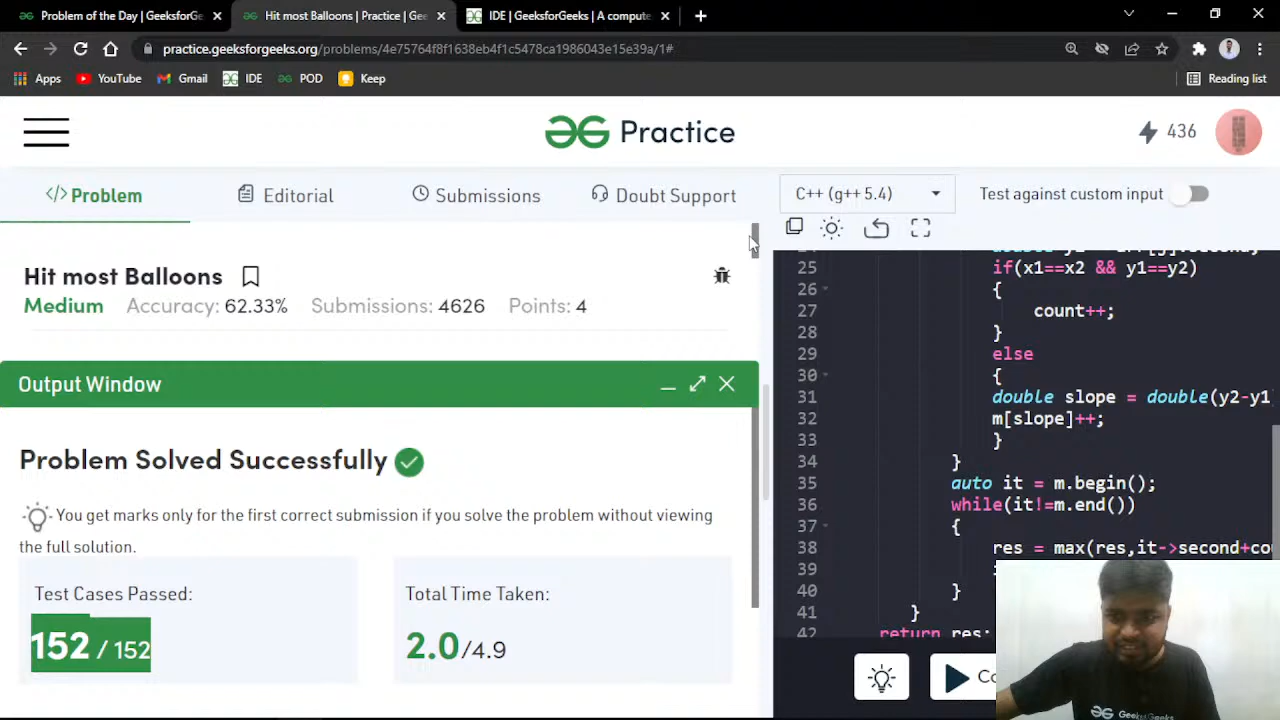 Problem of the Day | GeeksforGe
Hit most Balloons | Practice | Gee
IDE | GeeksforGeeks | A compute
practice.geeksforgeeks.org/problems/4e75764f8f1638eb4f1c5478ca1986043e15e39a/1#
Apps YouTube Gmail IDE POD Keep Reading list
Practice 436
Problem Editorial Submissions Doubt Support
C++ (g++ 5.4) Test against custom input
Hit most Balloons
Medium Accuracy: 62.33% Submissions: 4626 Points: 4
Output Window
Problem Solved Successfully
You get marks only for the first correct submission if you solve the problem without viewing
the full solution.
Test Cases Passed:
152 / 152
Total Time Taken:
2.0/4.9
25 if(x1==x2 && y1==y2)
26 {
27 count++;
28 }
29 else
30 {
31 double slope = double(y2-y1
32 m[slope]++;
33 }
34 }
35 auto it = m.begin();
36 while(it!=m.end())
37 {
38 res = max(res,it->second+cou
39
40 }
41 }
42 return res;
GeeksforGeeks